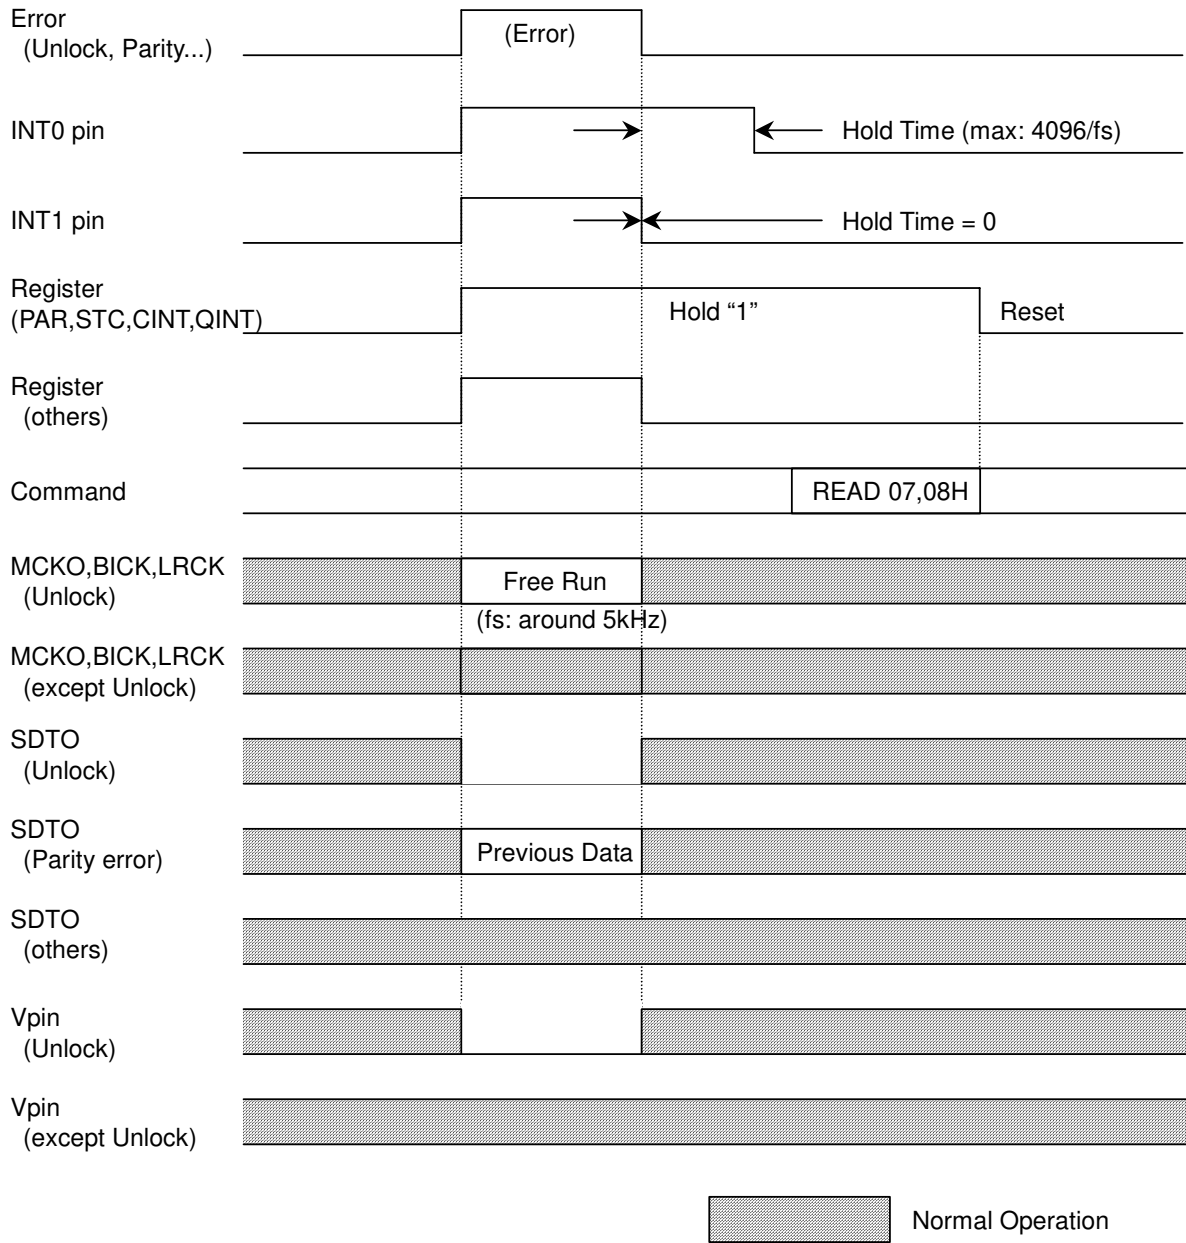 Error
(Unlock, Parity...)
(Error)
INT0 pin
Hold Time (max: 4096/fs)
INT1 pin
Hold Time = 0
Register
(PAR,STC,CINT,QINT)
Hold “1”
Reset
Register
(others)
Command
READ 07,08H
MCKO,BICK,LRCK
(Unlock)
Free Run
(fs: around 5kHz)
MCKO,BICK,LRCK
(except Unlock)
SDTO
(Unlock)
SDTO
(Parity error)
Previous Data
SDTO
(others)
Vpin
(Unlock)
Vpin
(except Unlock)
Normal Operation